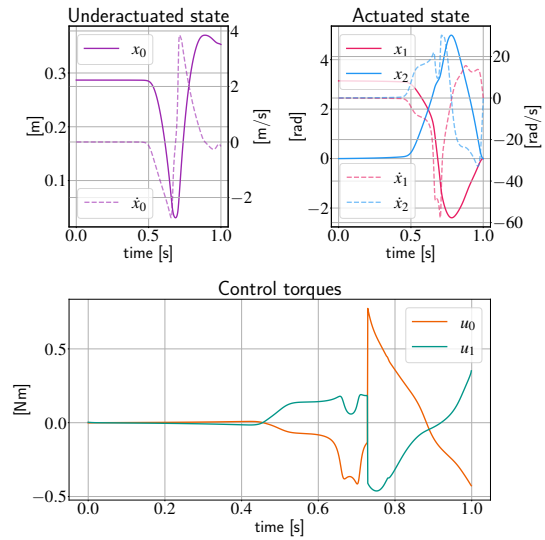 Underactuated state
x₀
0.3
0.2
0.1
[m]
4
2
0
−2
[m/s]
ẋ₀
0.0
0.5
1.0
time [s]
Actuated state
x₁
x₂
4
2
0
−2
[rad]
20
0
−20
−40
−60
[rad/s]
ẋ₁
ẋ₂
0.0
0.5
1.0
time [s]
Control torques
u₀
u₁
0.5
0.0
−0.5
[Nm]
0.0
0.2
0.4
0.6
0.8
1.0
time [s]